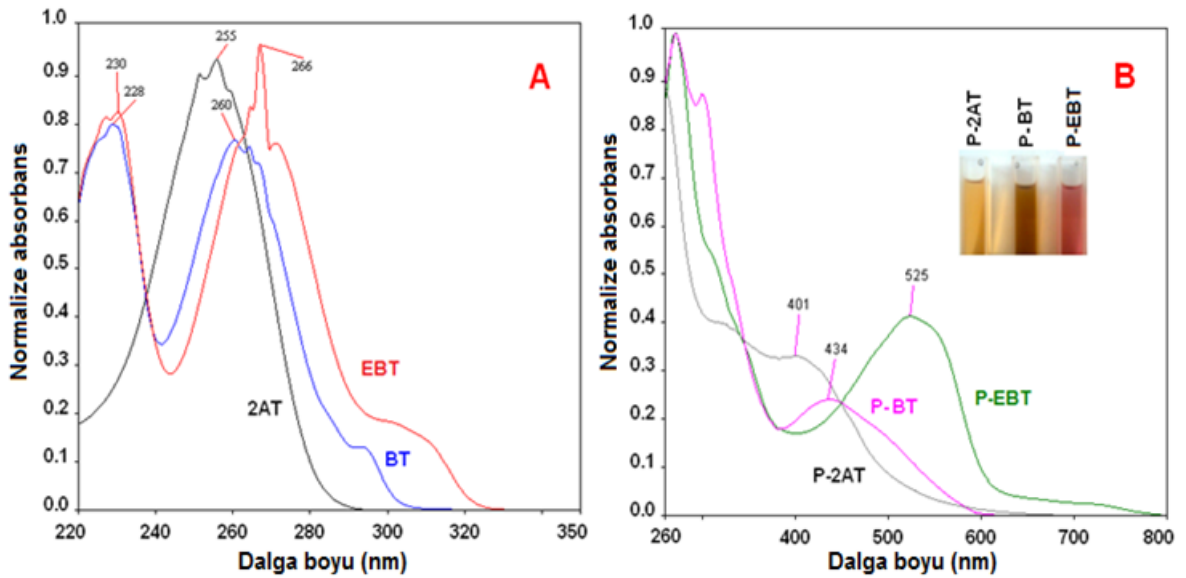 A
Normalize absorbans
1.0
0.9
0.8
0.7
0.6
0.5
0.4
0.3
0.2
0.1
0.0
230
228
255
260
266
EBT
2AT
BT
220 240 260 280 300 320 350
Dalga boyu (nm)
B
Normalize absorbans
1.0
0.9
0.8
0.7
0.6
0.5
0.4
0.3
0.2
0.1
0.0
P-2AT
P-BT
P-EBT
401
434
525
P-BT
P-EBT
P-2AT
260 400 500 600 700 800
Dalga boyu (nm)